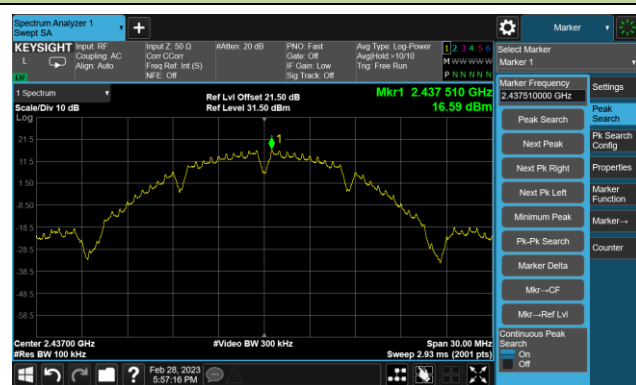 Spectrum Analyzer 1
Swept SA
+
Marker
KEYSIGHT
L
Input: RF
Coupling: AC
Align: Auto
Input Z: 50 Ω
Corr CCorr
Freq Ref: Int (S)
NFE: Off
#Atten: 20 dB
PNO: Fast
Gate: Off
IF Gain: Low
Sig Track: Off
Avg Type: Log-Power
Avg|Hold:>10/10
Trig: Free Run
1 2 3 4 5 6
M W W W W W
P N N N N N
Select Marker
Marker 1
1 Spectrum
Scale/Div 10 dB
Log
Ref Lvl Offset 21.50 dB
Ref Level 31.50 dBm
Mkr1 2.437 510 GHz
16.59 dBm
21.5
11.5
1.50
-8.50
-18.5
-28.5
-38.5
-48.5
-58.5
1
Center 2.43700 GHz
#Res BW 100 kHz
#Video BW 300 kHz
Span 30.00 MHz
Sweep 2.93 ms (2001 pts)
Marker Frequency
2.437510000 GHz
Peak Search
Next Peak
Next Pk Right
Next Pk Left
Minimum Peak
Pk-Pk Search
Marker Delta
Mkr→CF
Mkr→Ref Lvl
Continuous Peak
Search
On
Off
Settings
Peak
Search
Pk Search
Config
Properties
Marker
Function
Marker→
Counter
?
Feb 28, 2023
5:57:16 PM